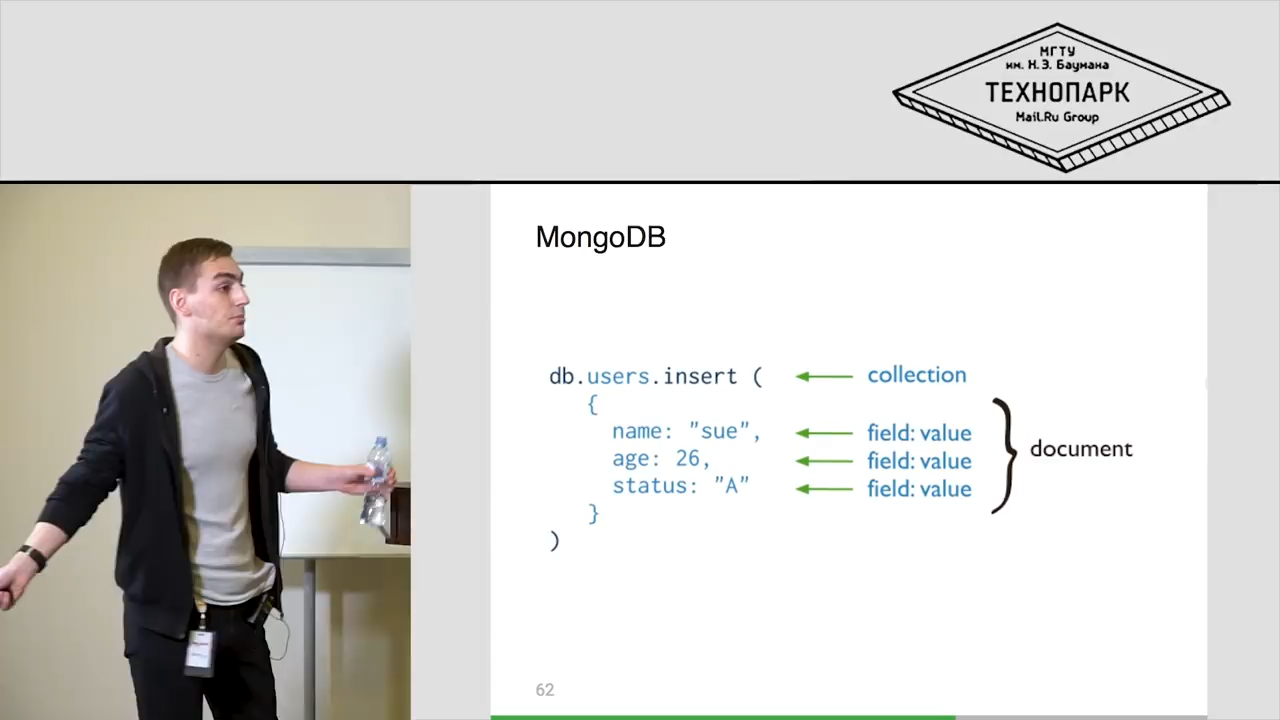 МГТУ
им. Н.Э. Баумана
ТЕХНОПАРК
Mail.Ru Group
MongoDB
db.users.insert ( collection
{
name: "sue", field: value
age: 26, field: value
status: "A" field: value
} document
)
62